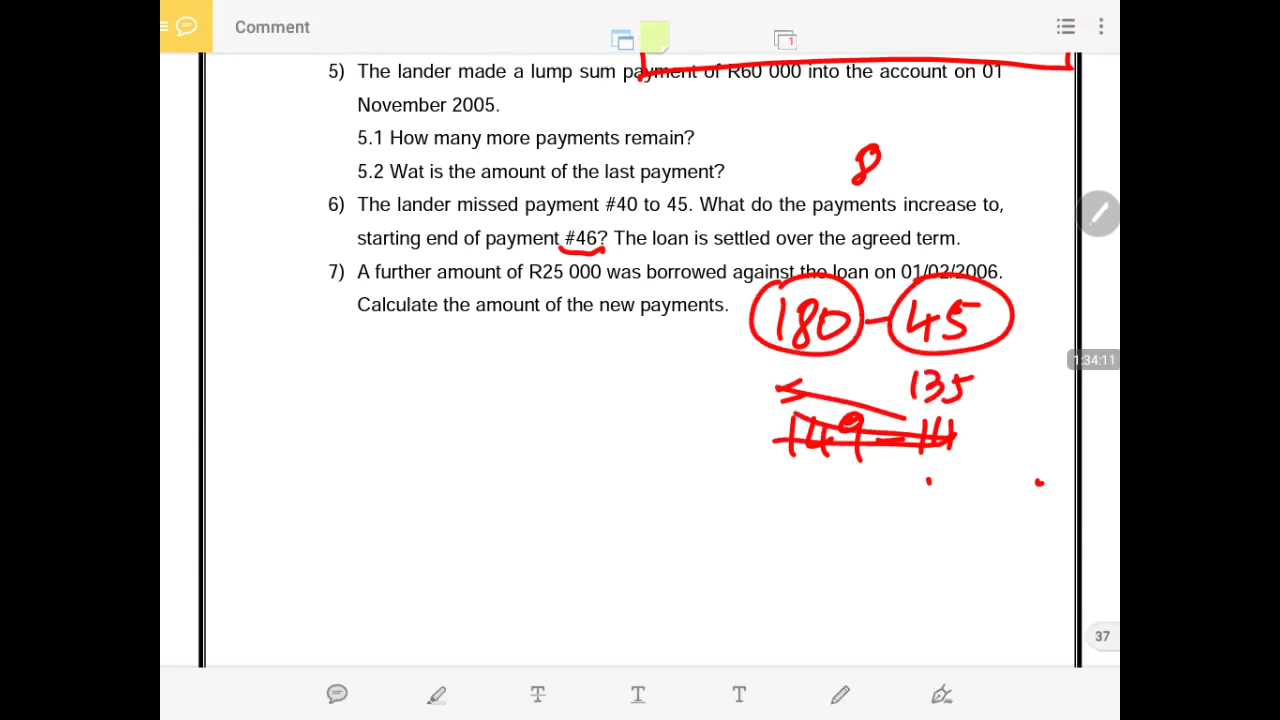 Comment
1
5) The lander made a lump sum payment of R60 000 into the account on 01
November 2005.
5.1 How many more payments remain?
5.2 Wat is the amount of the last payment?
8
6) The lander missed payment #40 to 45. What do the payments increase to,
starting end of payment #46? The loan is settled over the agreed term.
7) A further amount of R25 000 was borrowed against the loan on 01/02/2006.
Calculate the amount of the new payments.
180 - 45
1:34:11
135
149 - 14
37